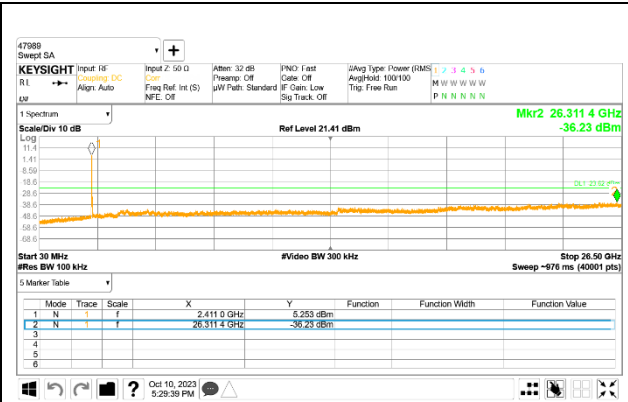 47989
Swept SA
KEYSIGHT Input: RF Input Z: 50 Ω Atten: 32 dB PNO: Fast #Avg Type: Power (RMS 1 2 3 4 5 6
RL Coupling: DC Corr Preamp: Off Gate: Off Avg|Hold: 100/100 M W W W W W
Align: Auto Freq Ref: Int (S) µW Path: Standard IF Gain: Low Trig: Free Run
NFE: Off Sig Track: Off P N N N N N
1 Spectrum
Mkr2 26.311 4 GHz
Scale/Div 10 dB Ref Level 21.41 dBm -36.23 dBm
Log
11.4
1.41
-8.59
-18.6
-28.6
-38.6
-48.6
-58.6
-68.6
1
Start 30 MHz #Video BW 300 kHz Stop 26.50 GHz
#Res BW 100 kHz Sweep ~976 ms (40001 pts)
5 Marker Table
Mode Trace Scale X Y Function Function Width Function Value
1 N 1 f 2.411 0 GHz 5.253 dBm
2 N 1 f 26.311 4 GHz -36.23 dBm
3
4
5
6
? Oct 10, 2023
5:29:39 PM